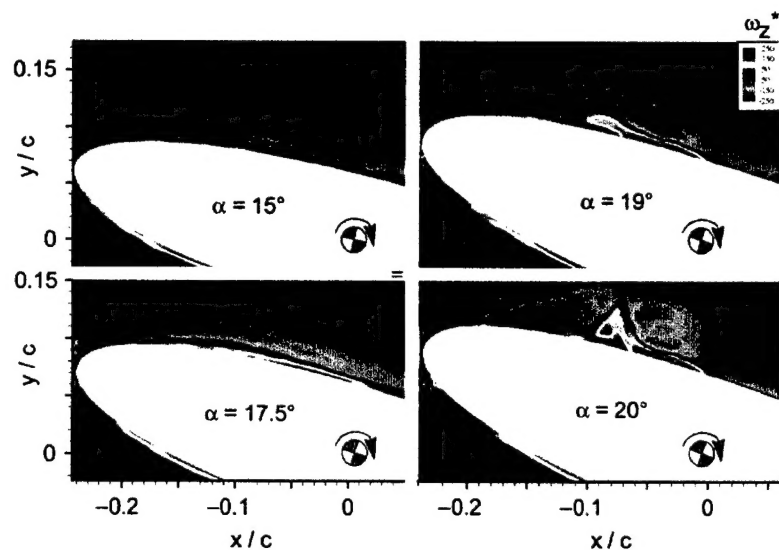 ω_z*
0.15
y / c
0
α = 15°
α = 19°
=
0.15
y / c
0
α = 17.5°
α = 20°
−0.2 −0.1 0
−0.2 −0.1 0
x / c
x / c